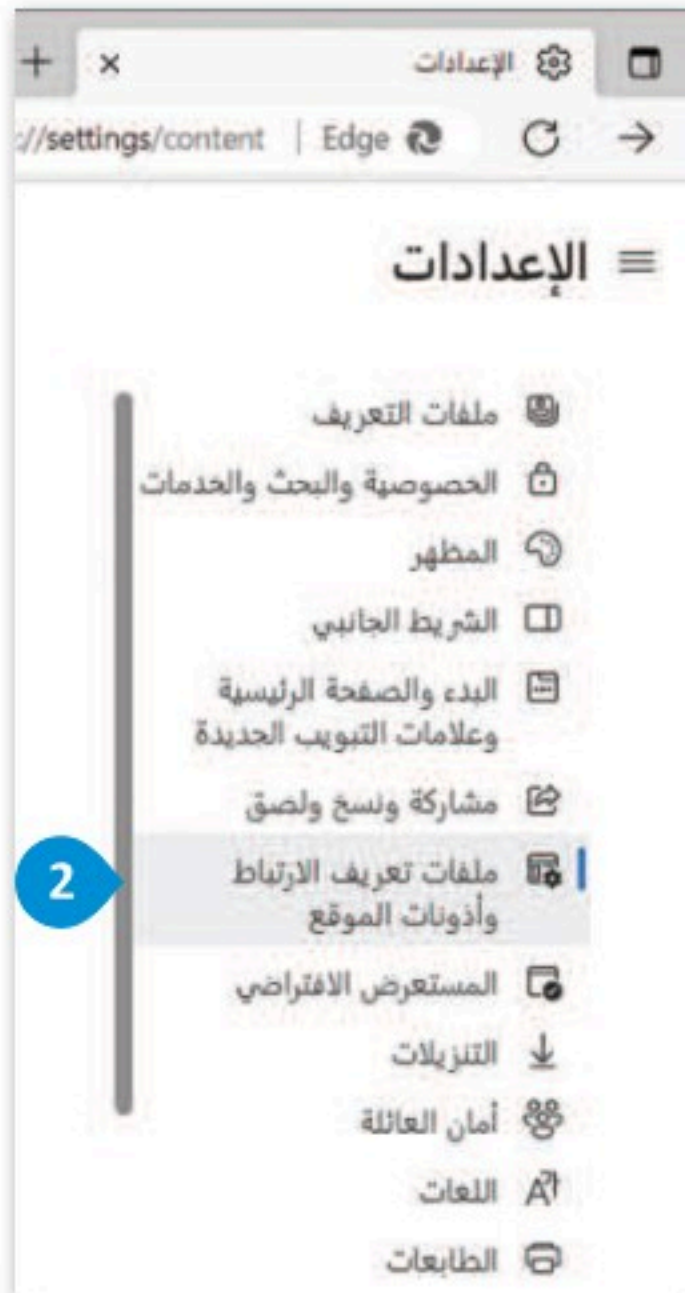 الإعدادات
://settings/content | Edge
الإعدادات
ملفات التعريف
الخصوصية والبحث والخدمات
المظهر
الشريط الجانبي
البدء والصفحة الرئيسية
وعلامات التبويب الجديدة
مشاركة ونسخ ولصق
ملفات تعريف الارتباط
وأذونات الموقع
2
المستعرض الافتراضي
التنزيلات
أمان العائلة
اللغات
الطابعات